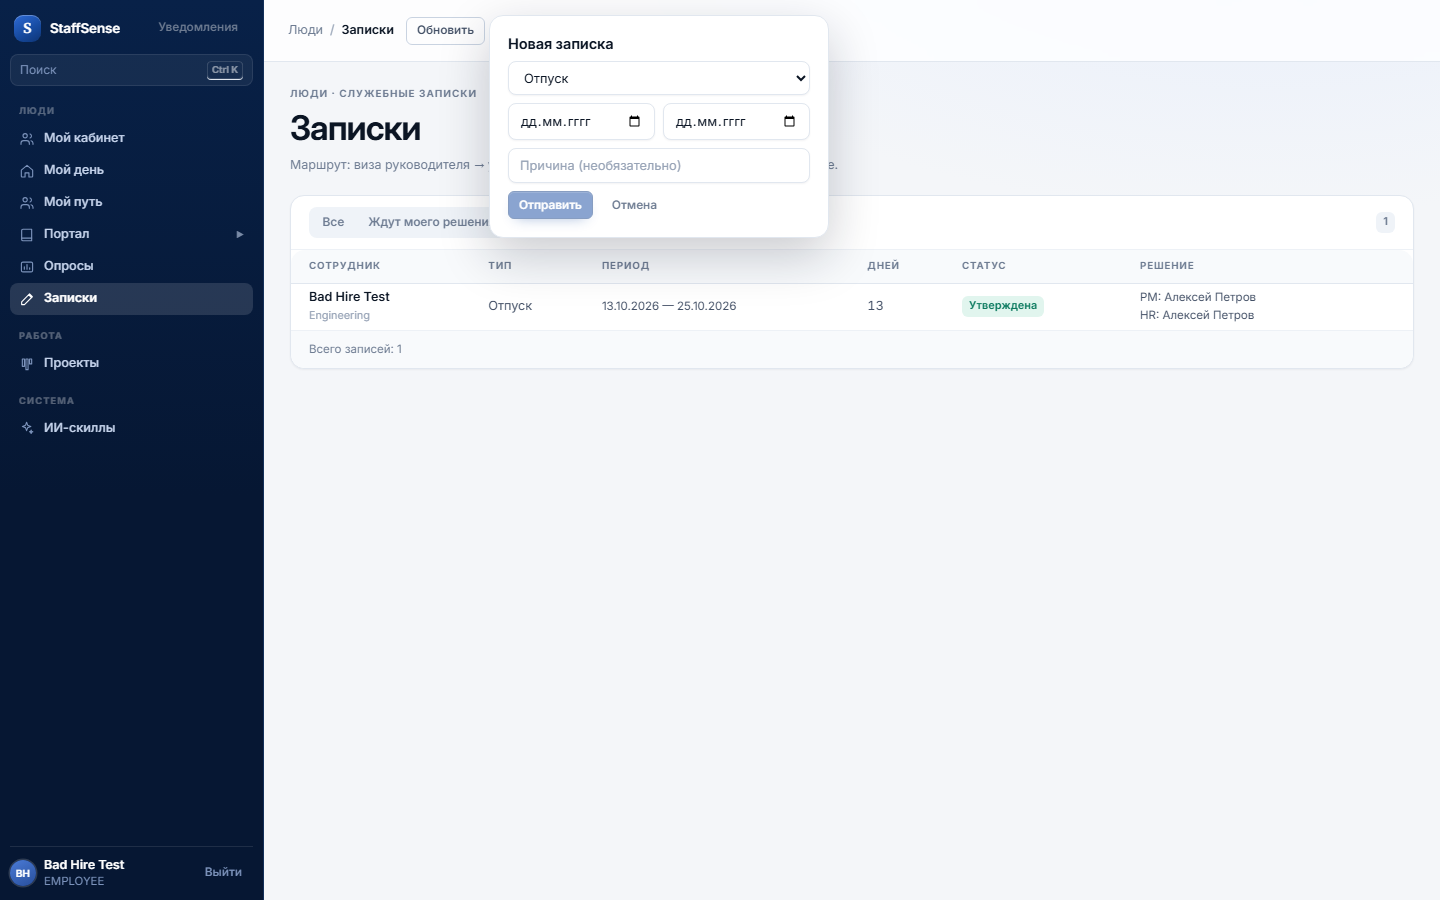 S StaffSense Уведомления
Поиск Ctrl K
ЛЮДИ
Мой кабинет
Мой день
Мой путь
Портал
Опросы
Записки
РАБОТА
Проекты
СИСТЕМА
ИИ-скиллы
BH Bad Hire Test
EMPLOYEE
Выйти
Люди / Записки Обновить
Новая записка
Отпуск
дд.мм.гггг дд.мм.гггг
Причина (необязательно)
Отправить Отмена
ЛЮДИ · СЛУЖЕБНЫЕ ЗАПИСКИ
Записки
Маршрут: виза руководителя →
Все Ждут моего 1
СОТРУДНИК ТИП ПЕРИОД ДНЕЙ СТАТУС РЕШЕНИЕ
Bad Hire Test Отпуск 13.10.2026 — 25.10.2026 13 Утверждена PM: Алексей Петров
Engineering HR: Алексей Петров
Всего записей: 1